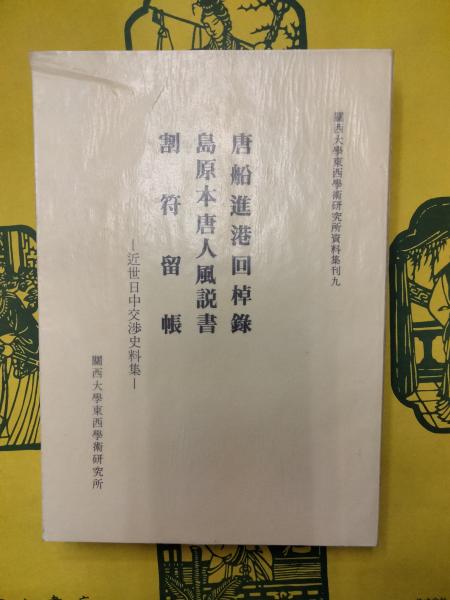 關西大學東西學術研究所資料集刊九
唐船進港回棹錄
島原本唐人風説書
割符留帳
―近世日中交渉史料集―
關西大學東西學術研究所